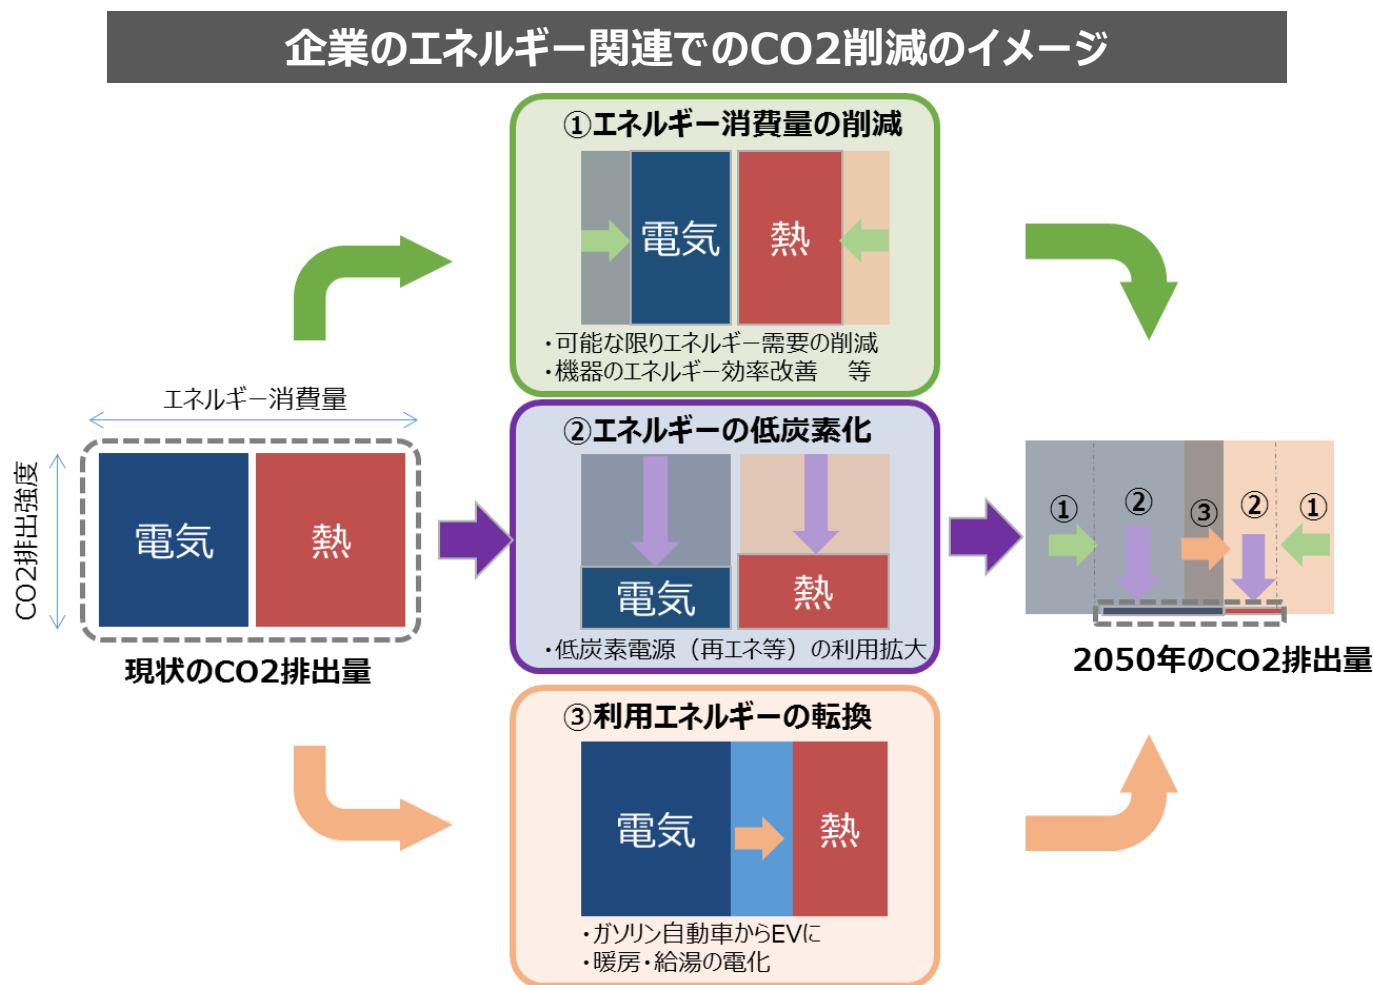 企業のエネルギー関連でのCO2削減のイメージ
①エネルギー消費量の削減
電気
熱
・可能な限りエネルギー需要の削減
・機器のエネルギー効率改善　等
エネルギー消費量
CO2排出強度
電気
熱
現状のCO2排出量
②エネルギーの低炭素化
電気
熱
・低炭素電源（再エネ等）の利用拡大
③利用エネルギーの転換
電気
熱
・ガソリン自動車からEVに
・暖房・給湯の電化
①
②
③
②
①
2050年のCO2排出量